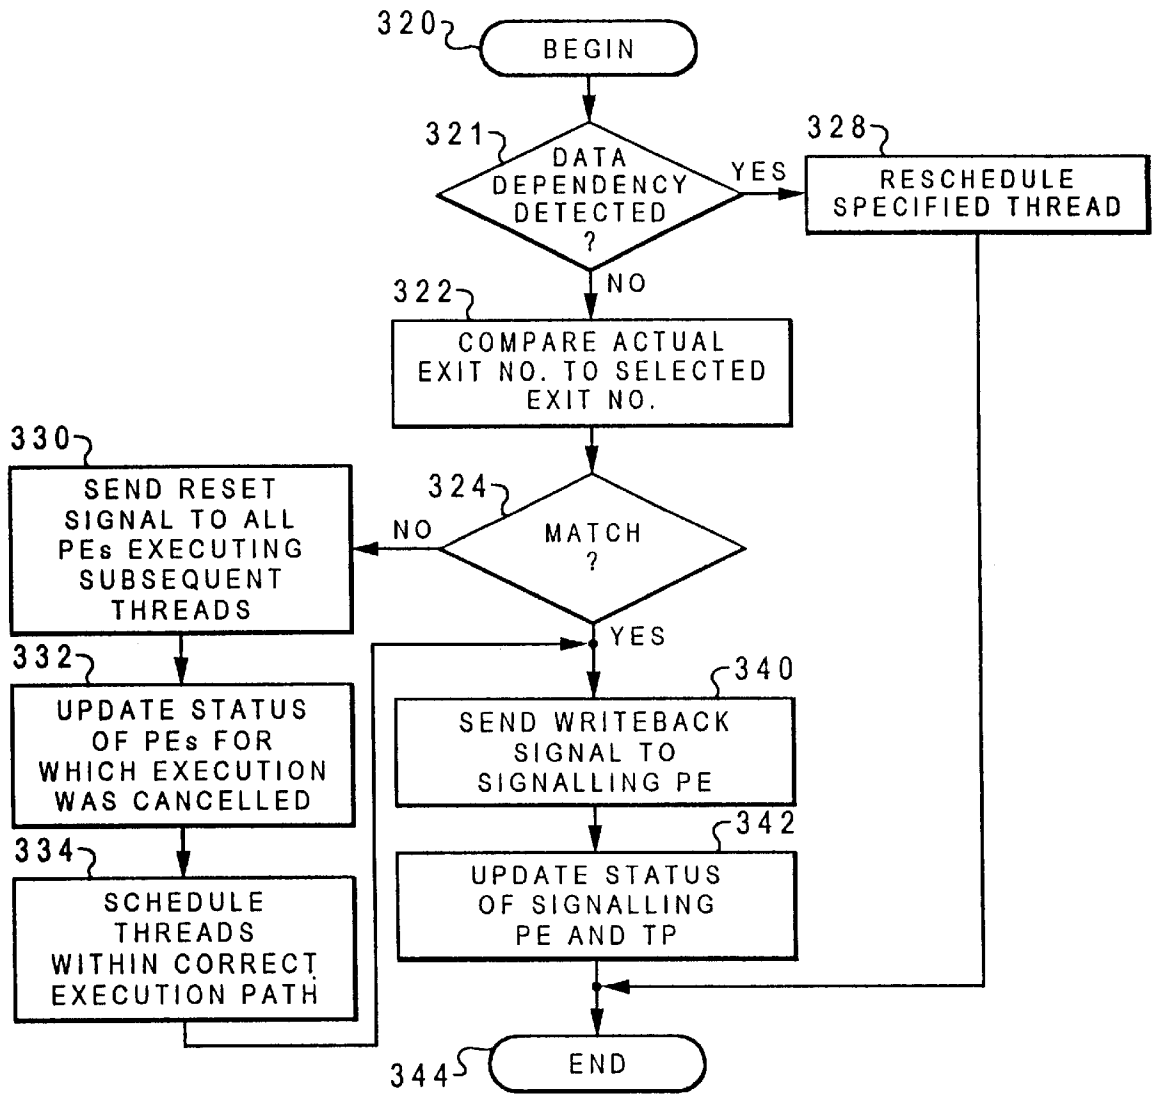 320
BEGIN
321
DATA
DEPENDENCY
DETECTED
?
YES
328
RESCHEDULE
SPECIFIED THREAD
NO
322
COMPARE ACTUAL
EXIT NO. TO SELECTED
EXIT NO.
324
MATCH
?
NO
330
SEND RESET
SIGNAL TO ALL
PEs EXECUTING
SUBSEQUENT
THREADS
332
UPDATE STATUS
OF PEs FOR
WHICH EXECUTION
WAS CANCELLED
334
SCHEDULE
THREADS
WITHIN CORRECT
EXECUTION PATH
YES
340
SEND WRITEBACK
SIGNAL TO
SIGNALLING PE
342
UPDATE STATUS
OF SIGNALLING
PE AND TP
344
END